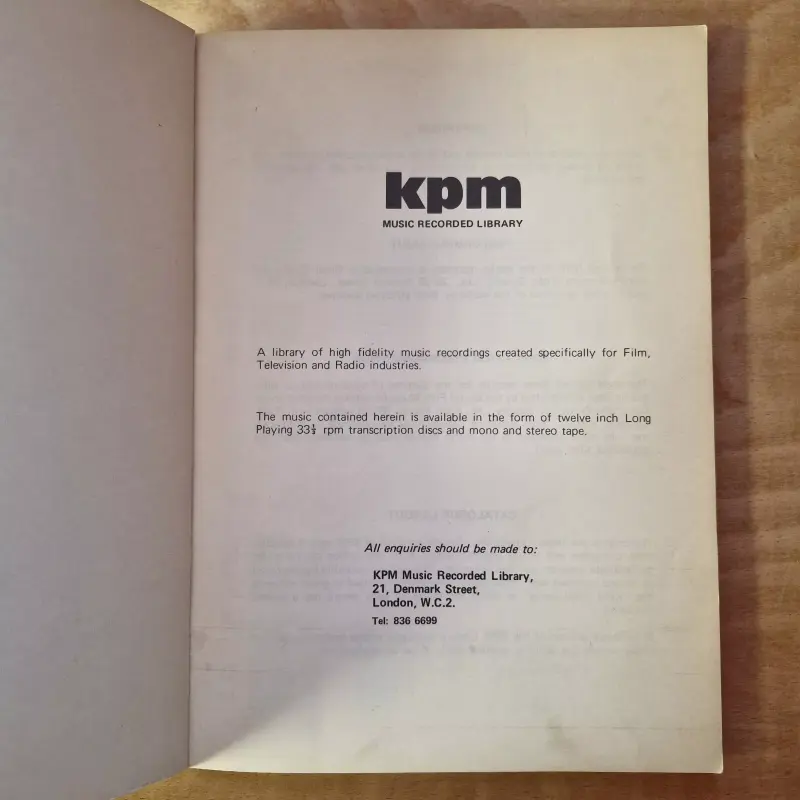 kpm
MUSIC RECORDED LIBRARY
A library of high fidelity music recordings created specifically for Film,
Television and Radio industries.
The music contained herein is available in the form of twelve inch Long
Playing 33⅓ rpm transcription discs and mono and stereo tape.
All enquiries should be made to:
KPM Music Recorded Library,
21, Denmark Street,
London, W.C.2.
Tel: 836 6699